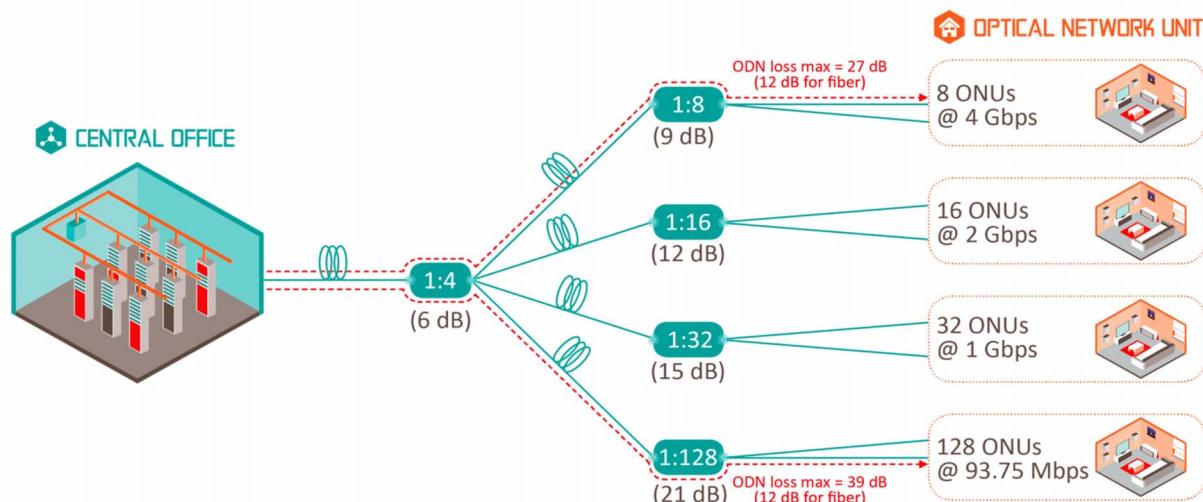 OPTICAL NETWORK UNIT
CENTRAL OFFICE
ODN loss max = 27 dB
(12 dB for fiber)
1:8
(9 dB)
8 ONUs
@ 4 Gbps
1:16
(12 dB)
16 ONUs
@ 2 Gbps
1:4
(6 dB)
1:32
(15 dB)
32 ONUs
@ 1 Gbps
1:128
(21 dB)
128 ONUs
@ 93.75 Mbps
ODN loss max = 39 dB
(12 dB for fiber)